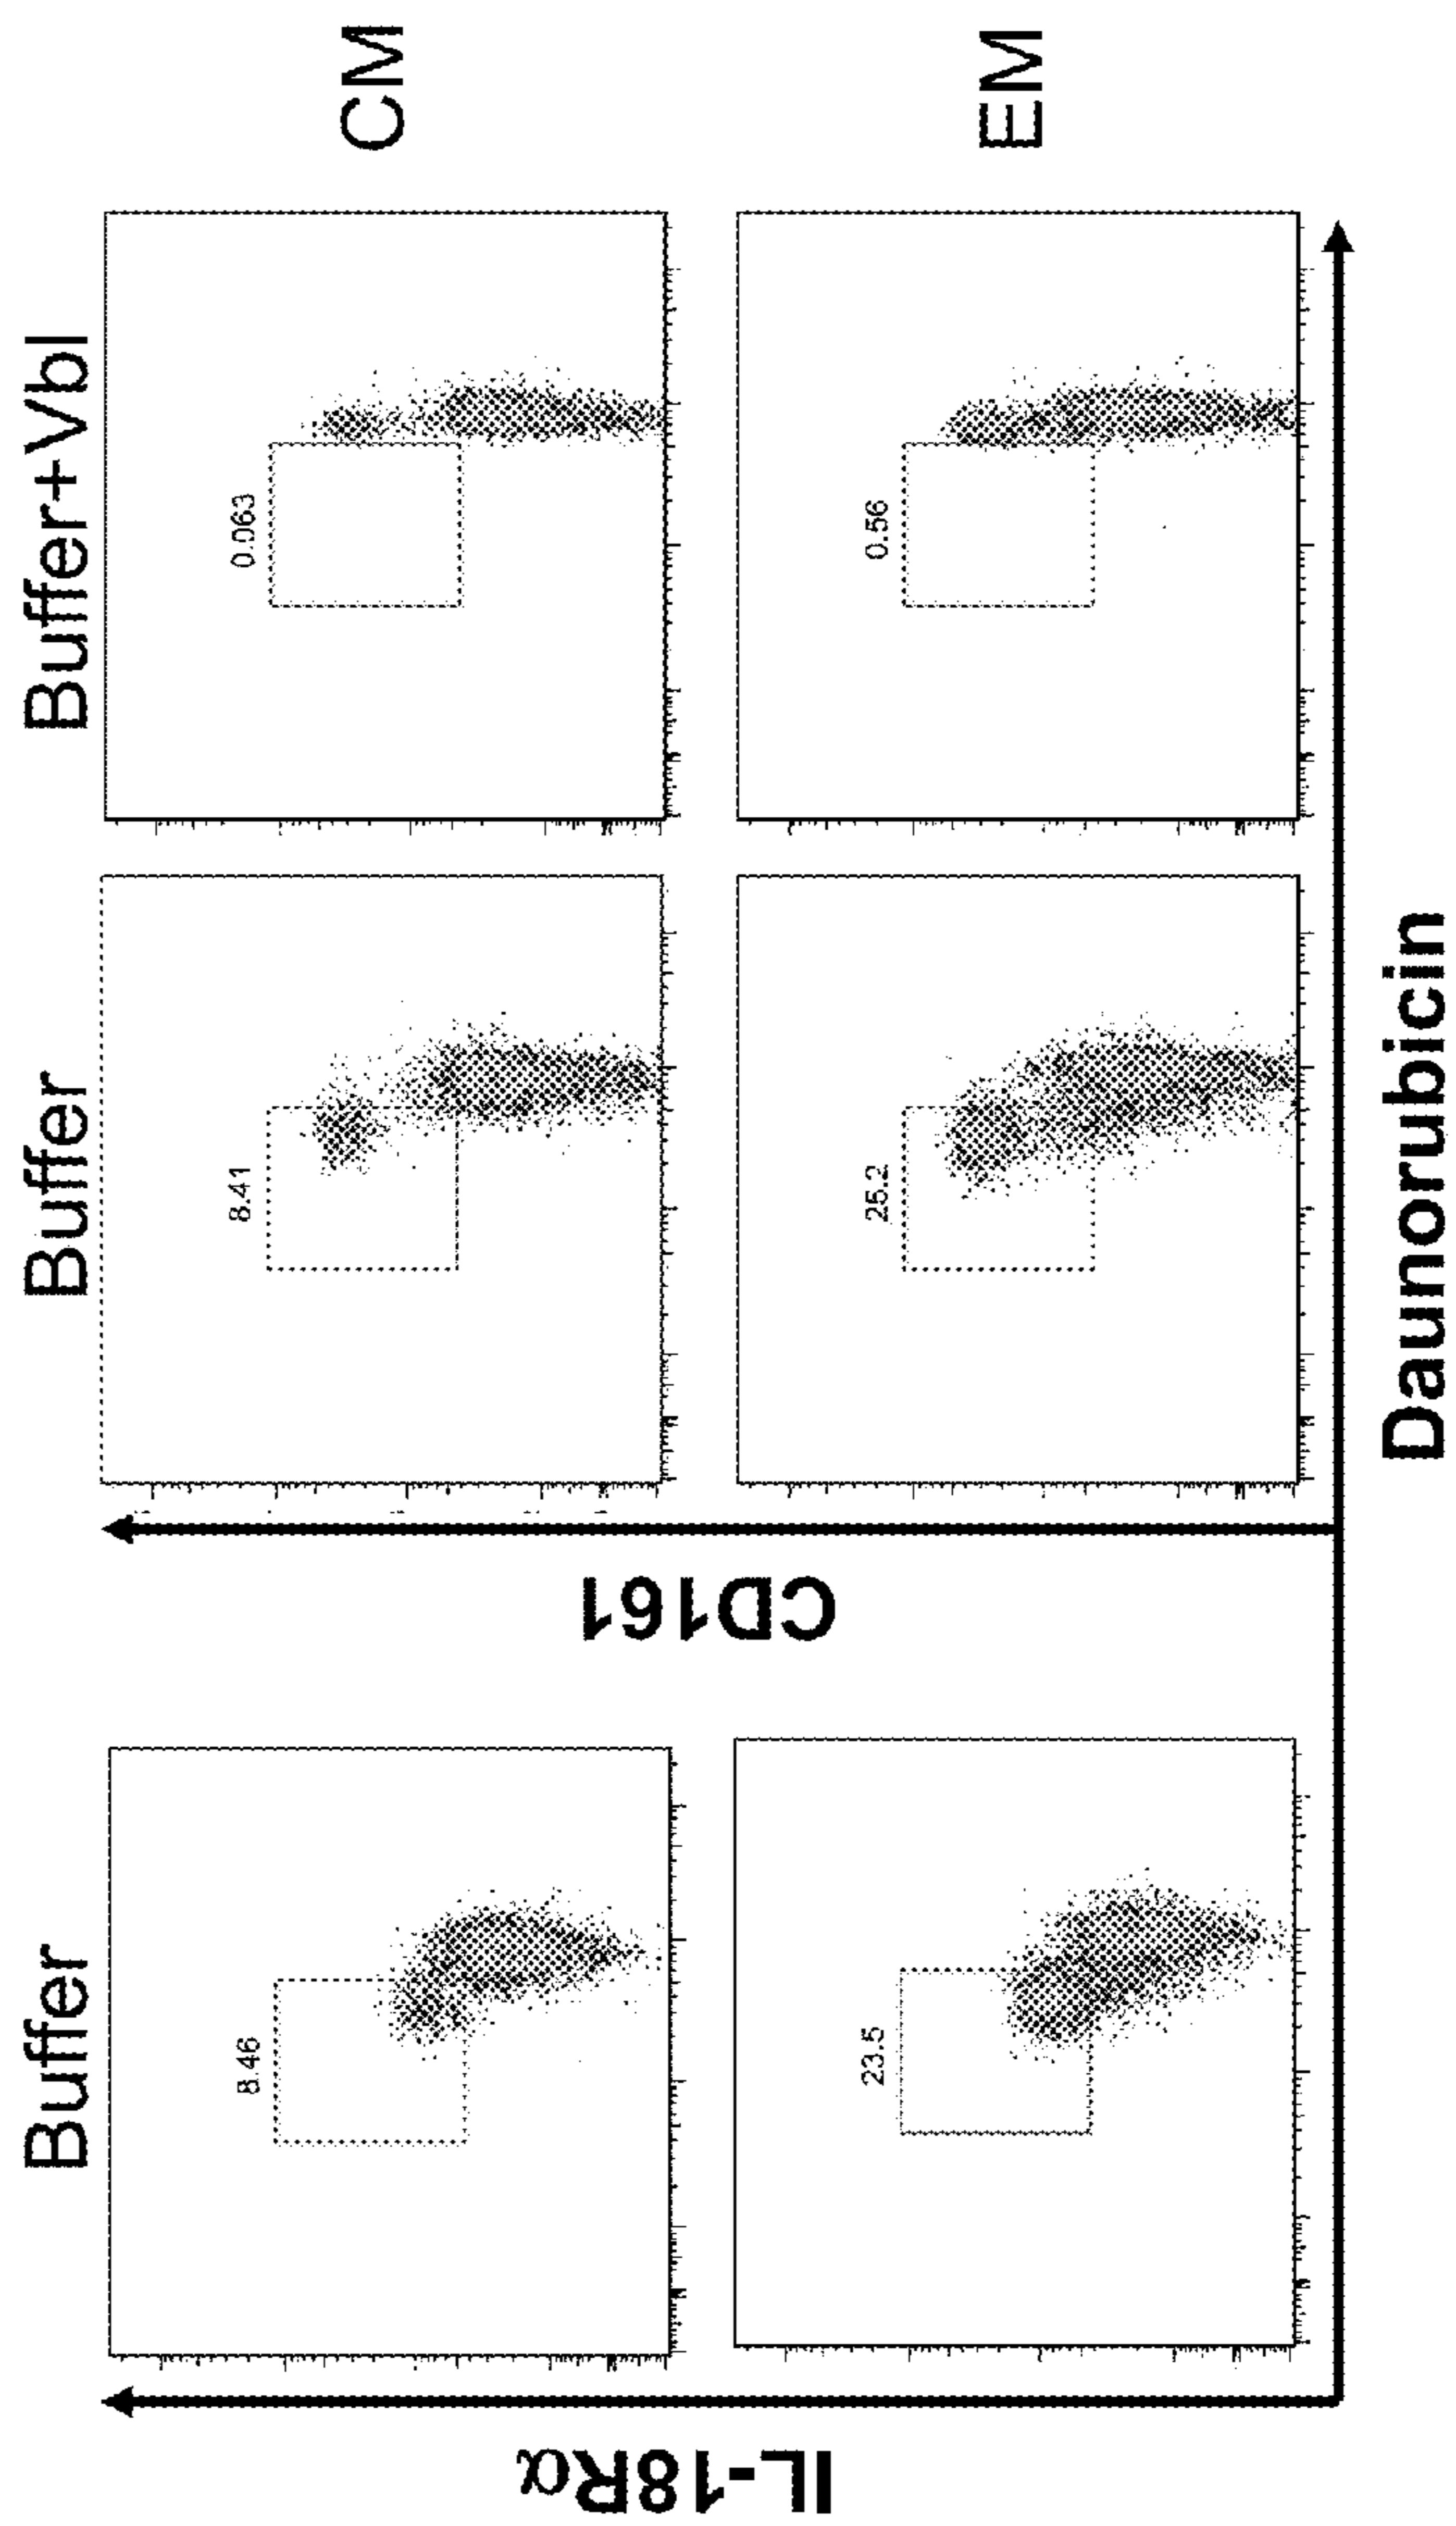 Buffer
Buffer
Buffer+Vbl
8.46
8.41
0.063
CM
23.5
25.2
0.56
EM
IL-18Rα
CD161
Daunorubicin